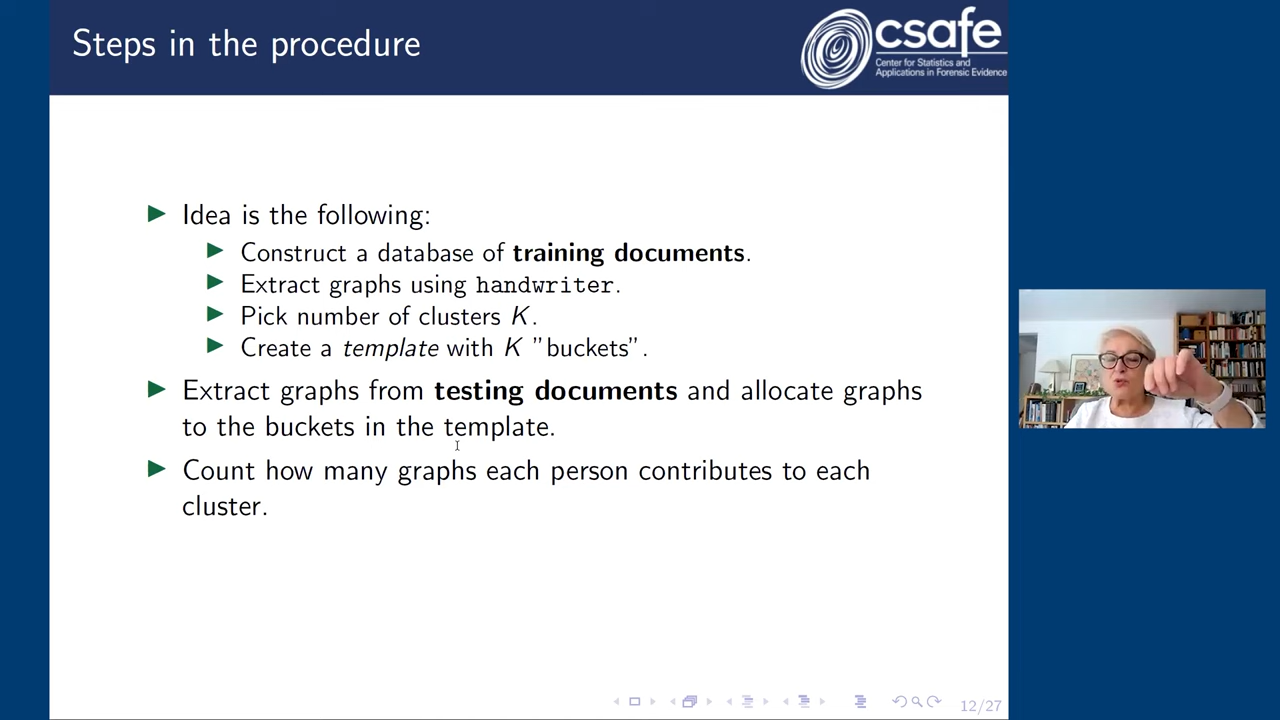 Steps in the procedure
csafe
Center for Statistics and
Applications in Forensic Evidence
Idea is the following:
Construct a database of training documents.
Extract graphs using handwriter.
Pick number of clusters K.
Create a template with K ”buckets”.
Extract graphs from testing documents and allocate graphs
to the buckets in the template.
Count how many graphs each person contributes to each
cluster.
12/27